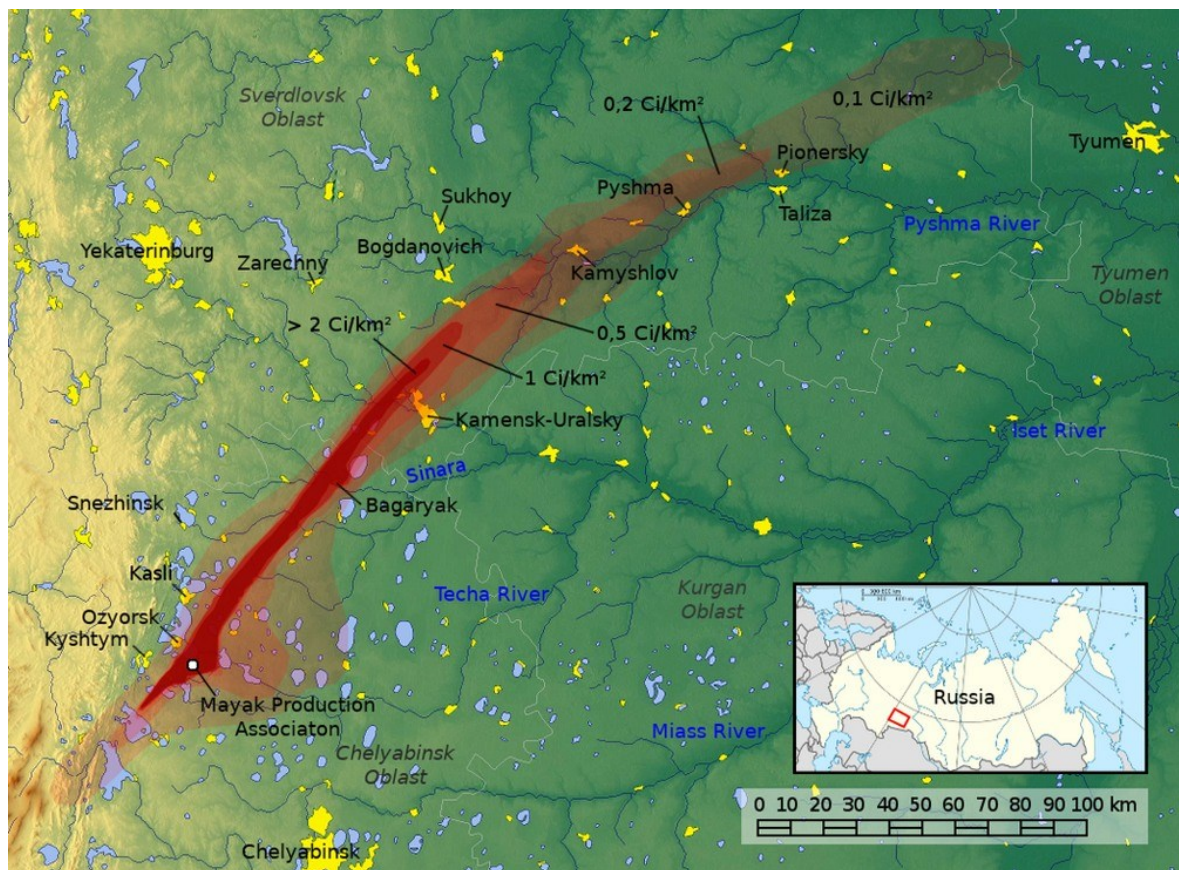 Sverdlovsk
Oblast
0,2 Ci/km²
0,1 Ci/km²
Tyumen
Pionersky
Pyshma
Taliza
Sukhoy
Pyshma River
Bogdanovich
Yekaterinburg
Zarechny
Kamyshlov
Tyumen
Oblast
> 2 Ci/km²
0,5 Ci/km²
1 Ci/km²
Kamensk-Uralsky
Iset River
Sinara
Snezhinsk
Bagaryak
Kasli
Techa River
Kurgan
Oblast
Ozyorsk
Kyshtym
Mayak Production
Associaton
Russia
Miass River
Chelyabinsk
Oblast
0 10 20 30 40 50 60 70 80 90 100 km
Chelyabinsk